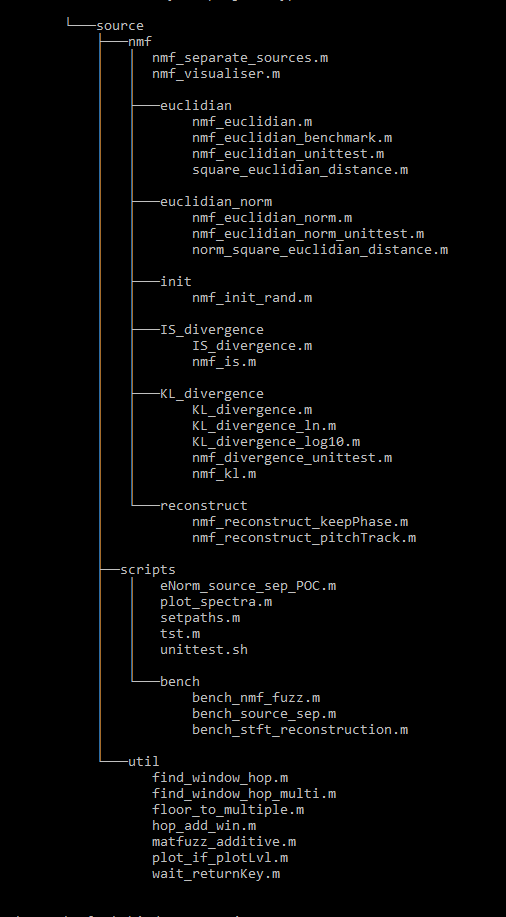 source
nmf
nmf_separate_sources.m
nmf_visualiser.m
euclidian
nmf_euclidian.m
nmf_euclidian_benchmark.m
nmf_euclidian_unittest.m
square_euclidian_distance.m
euclidian_norm
nmf_euclidian_norm.m
nmf_euclidian_norm_unittest.m
norm_square_euclidian_distance.m
init
nmf_init_rand.m
IS_divergence
IS_divergence.m
nmf_is.m
KL_divergence
KL_divergence.m
KL_divergence_ln.m
KL_divergence_log10.m
nmf_divergence_unittest.m
nmf_kl.m
reconstruct
nmf_reconstruct_keepPhase.m
nmf_reconstruct_pitchTrack.m
scripts
eNorm_source_sep_POC.m
plot_spectra.m
setpaths.m
tst.m
unittest.sh
bench
bench_nmf_fuzz.m
bench_source_sep.m
bench_stft_reconstruction.m
util
find_window_hop.m
find_window_hop_multi.m
floor_to_multiple.m
hop_add_win.m
matfuzz_additive.m
plot_if_plotLvl.m
wait_returnKey.m